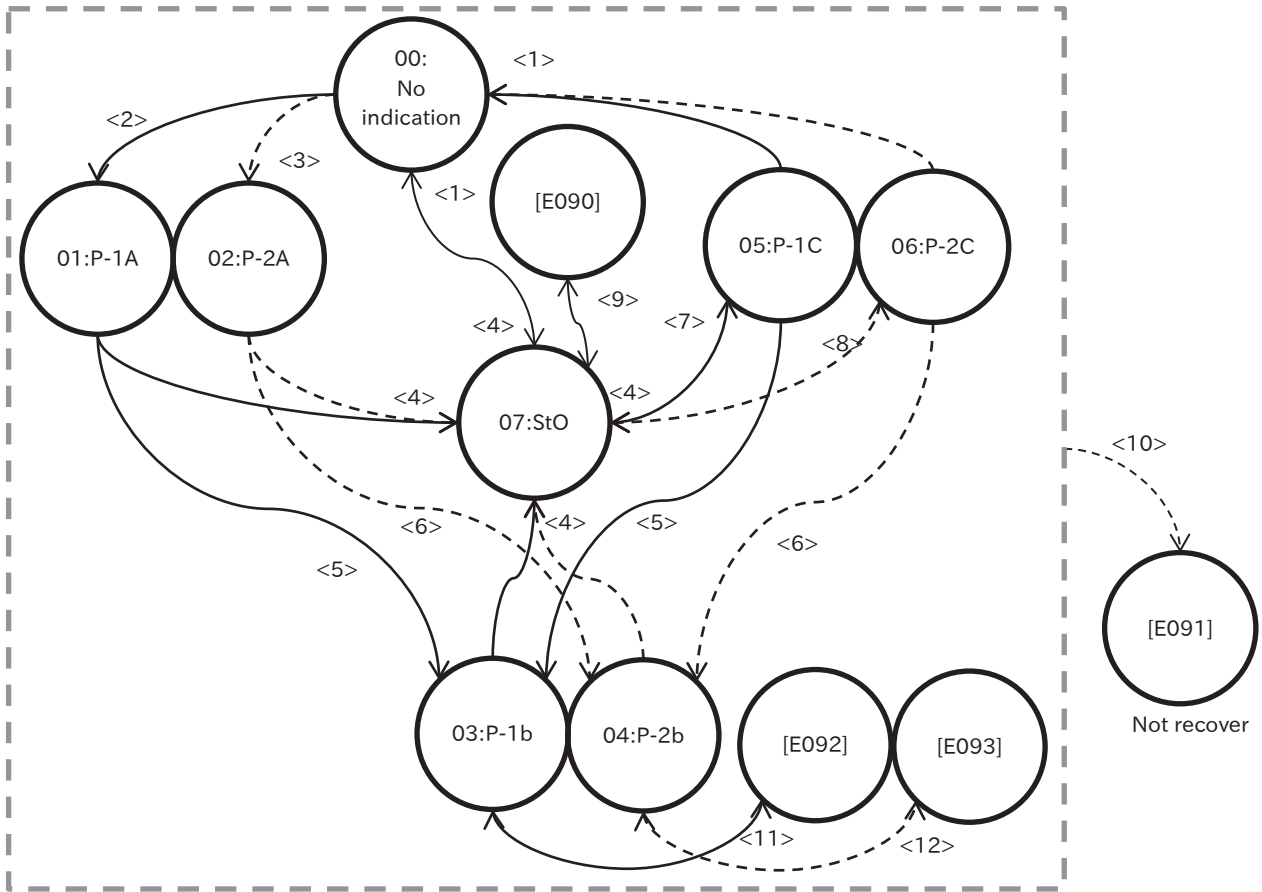 00:
No
indication
<1>
<2>
<3>
<1>
[E090]
01:P-1A
02:P-2A
05:P-1C
06:P-2C
<9>
<4>
<7>
<8>
<4>
<4>
07:StO
<10>
<6>
<4>
<5>
<6>
<5>
[E091]
Not recover
03:P-1b
04:P-2b
[E092]
[E093]
<11>
<12>